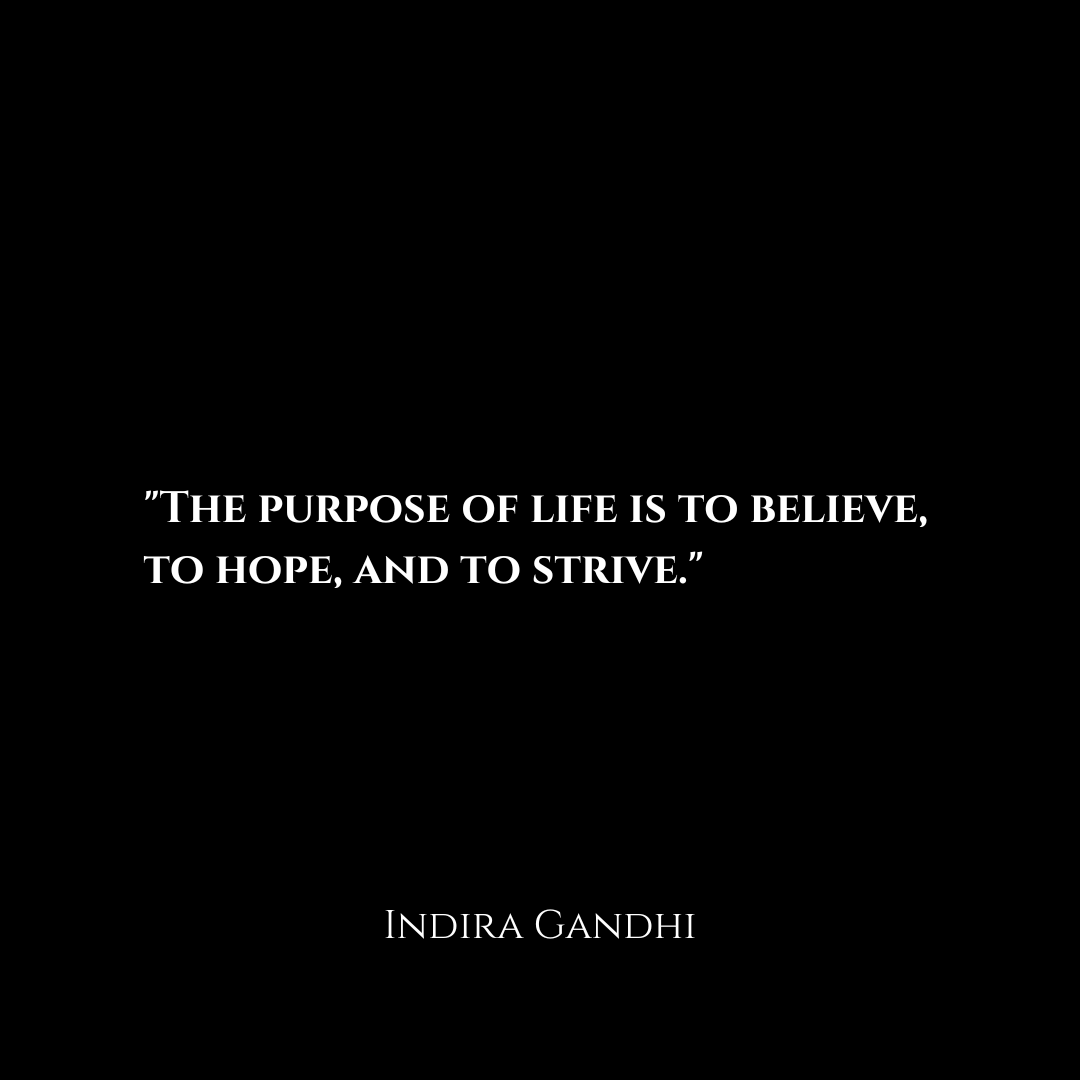 "The purpose of life is to believe,
to hope, and to strive."
Indira Gandhi